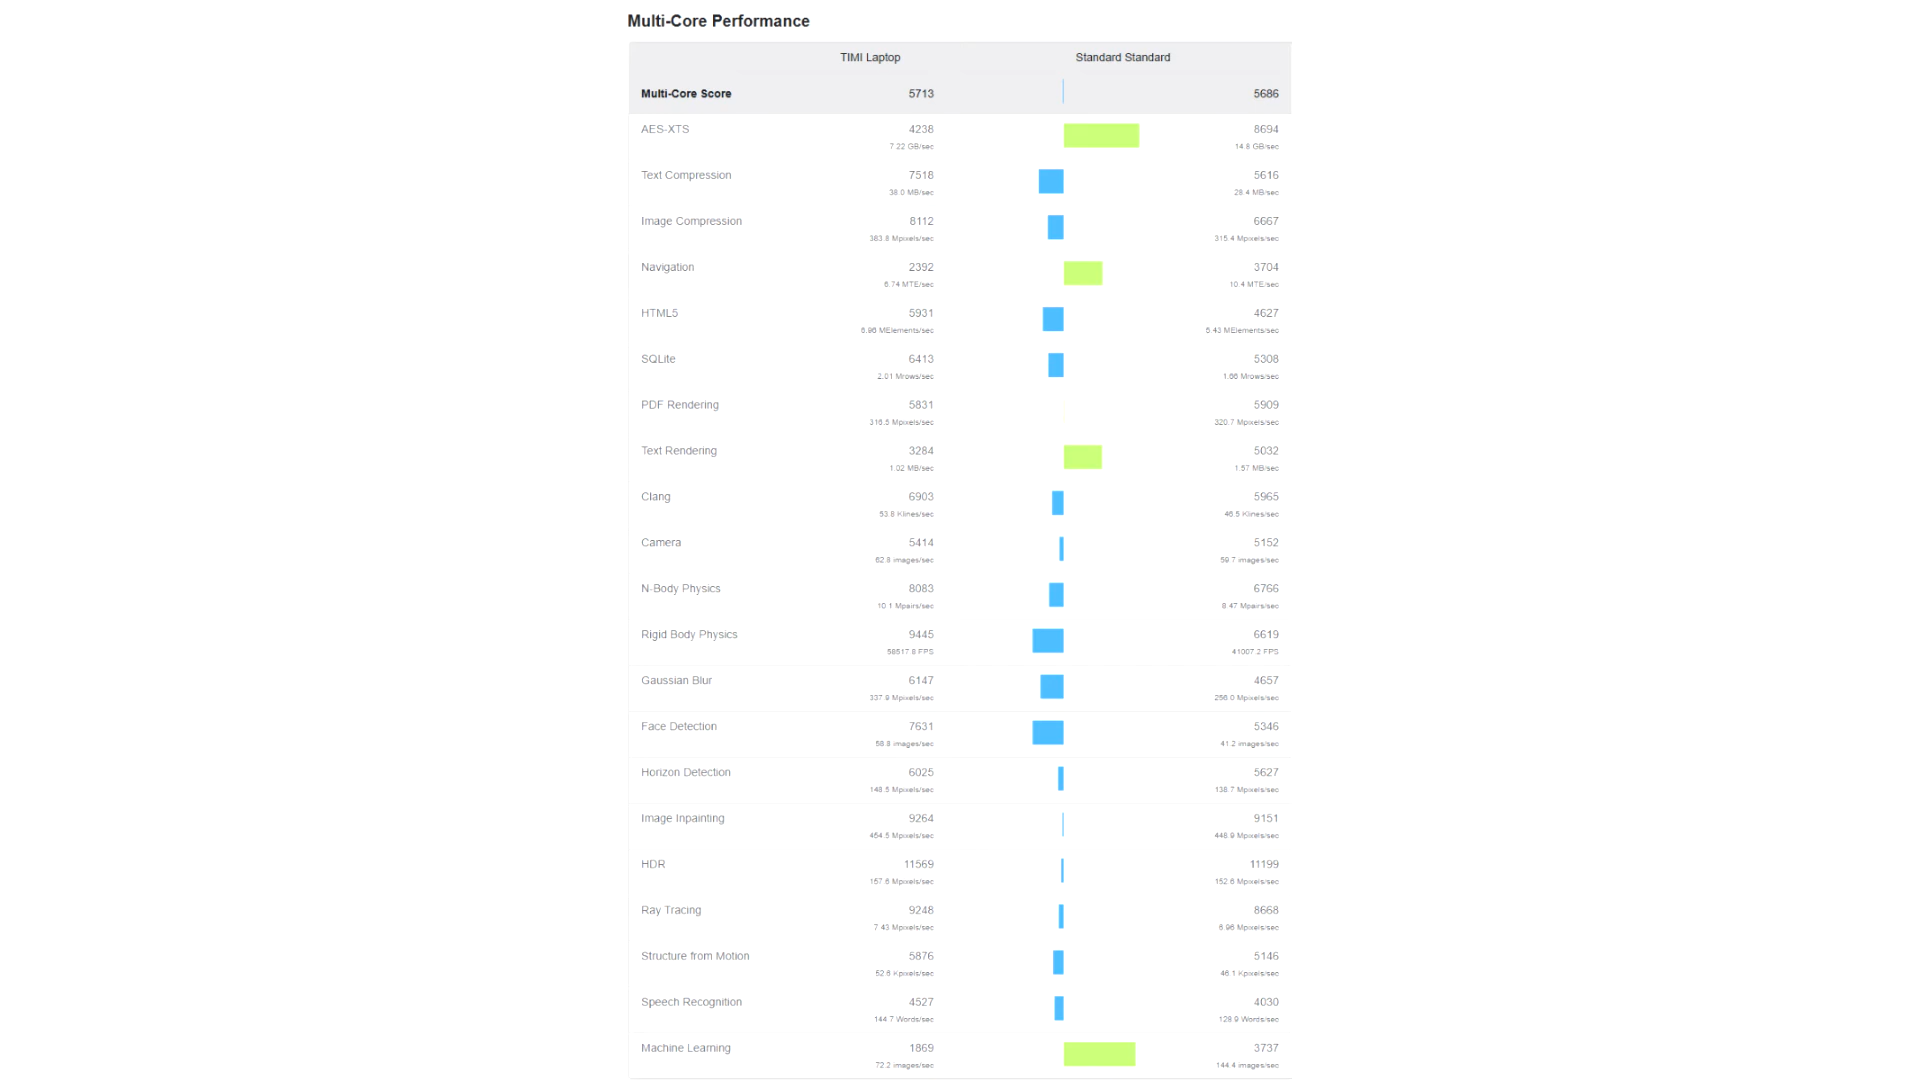 Multi-Core Performance
TIMI Laptop Standard Standard
Multi-Core Score 5713 5686
AES-XTS 4238 8694
7.22 GB/sec 14.8 GB/sec
Text Compression 7518 5616
38.0 MB/sec 28.4 MB/sec
Image Compression 8112 6667
383.8 Mpixels/sec 315.4 Mpixels/sec
Navigation 2392 3704
6.74 MTE/sec 10.4 MTE/sec
HTML5 5931 4627
6.96 MElements/sec 5.43 MElements/sec
SQLite 6413 5308
2.01 Mrows/sec 1.66 Mrows/sec
PDF Rendering 5831 5909
316.5 Mpixels/sec 320.7 Mpixels/sec
Text Rendering 3284 5032
1.02 MB/sec 1.57 MB/sec
Clang 6903 5965
53.8 Klines/sec 46.5 Klines/sec
Camera 5414 5152
62.8 images/sec 59.7 images/sec
N-Body Physics 8083 6766
10.1 Mpairs/sec 8.47 Mpairs/sec
Rigid Body Physics 9445 6619
58517.8 FPS 41007.2 FPS
Gaussian Blur 6147 4657
337.9 Mpixels/sec 256.0 Mpixels/sec
Face Detection 7631 5346
58.8 images/sec 41.2 images/sec
Horizon Detection 6025 5627
148.5 Mpixels/sec 138.7 Mpixels/sec
Image Inpainting 9264 9151
454.5 Mpixels/sec 448.9 Mpixels/sec
HDR 11569 11199
157.6 Mpixels/sec 152.6 Mpixels/sec
Ray Tracing 9248 8668
7.43 Mpixels/sec 6.96 Mpixels/sec
Structure from Motion 5876 5146
52.6 Kpixels/sec 46.1 Kpixels/sec
Speech Recognition 4527 4030
144.7 Words/sec 128.9 Words/sec
Machine Learning 1869 3737
72.2 images/sec 144.4 images/sec